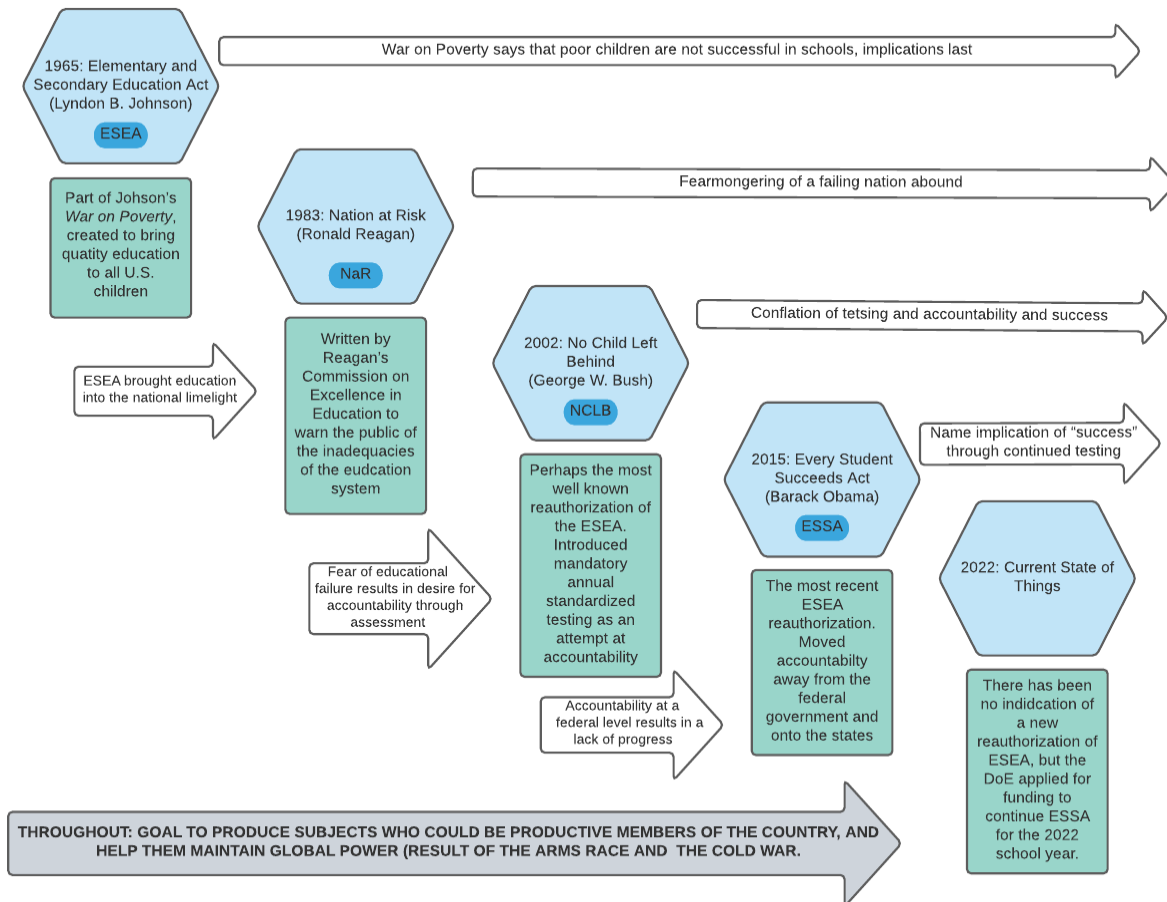 War on Poverty says that poor children are not successful in schools, implications last
1965: Elementary and
Secondary Education Act
(Lyndon B. Johnson)
ESEA
Part of Johson's
War on Poverty,
created to bring
quatity education
to all U.S.
children
ESEA brought education
into the national limelight
Fearmongering of a failing nation abound
1983: Nation at Risk
(Ronald Reagan)
NaR
Written by
Reagan's
Commission on
Excellence in
Education to
warn the public of
the inadequacies
of the eudcation
system
Fear of educational
failure results in desire for
accountability through
assessment
Conflation of tetsing and accountability and success
2002: No Child Left
Behind
(George W. Bush)
NCLB
Perhaps the most
well known
reauthorization of
the ESEA.
Introduced
mandatory
annual
standardized
testing as an
attempt at
accountability
Accountability at a
federal level results in a
lack of progress
Name implication of “success”
through continued testing
2015: Every Student
Succeeds Act
(Barack Obama)
ESSA
The most recent
ESEA
reauthorization.
Moved
accountabilty
away from the
federal
government and
onto the states
2022: Current State of
Things
There has been
no indidcation of
a new
reauthorization of
ESEA, but the
DoE applied for
funding to
continue ESSA
for the 2022
school year.
THROUGHOUT: GOAL TO PRODUCE SUBJECTS WHO COULD BE PRODUCTIVE MEMBERS OF THE COUNTRY, AND
HELP THEM MAINTAIN GLOBAL POWER (RESULT OF THE ARMS RACE AND THE COLD WAR.